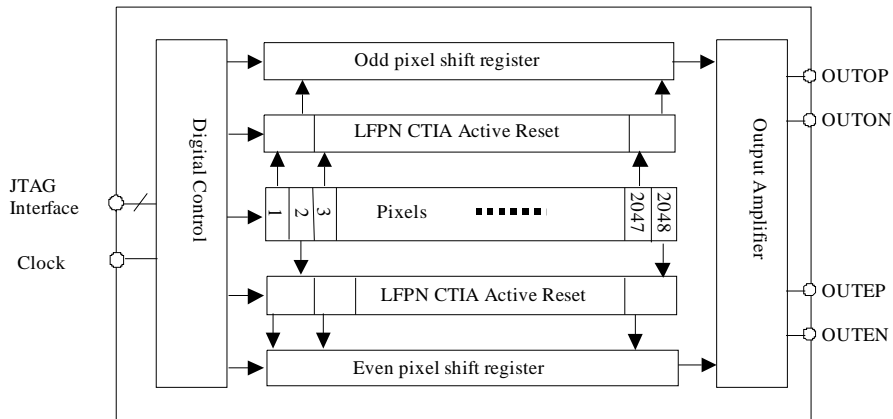 Odd pixel shift register
OUTOP
LFPN CTIA Active Reset
OUTON
Digital Control
Output Amplifier
JTAG
Interface
1 2 3 Pixels 2047 2048
Clock
LFPN CTIA Active Reset
OUTEP
OUTEN
Even pixel shift register